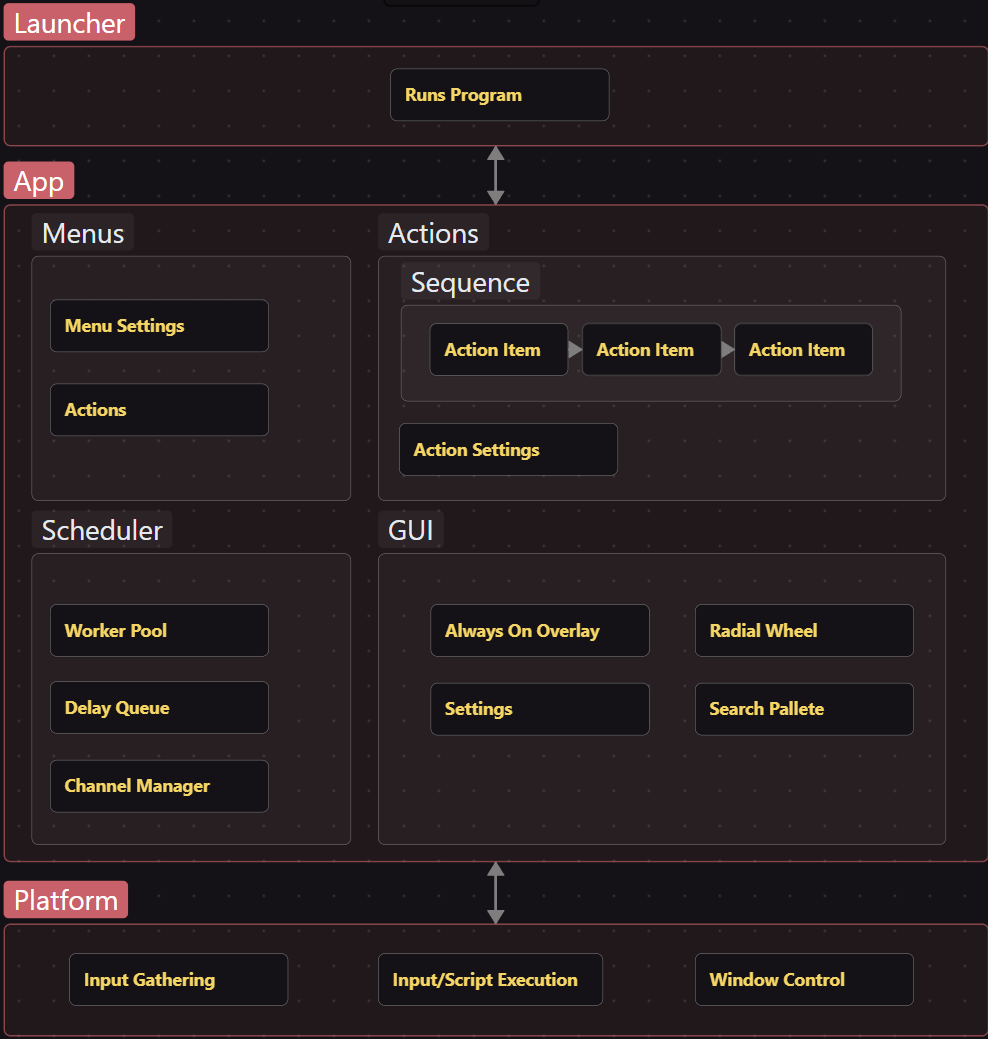 Launcher
Runs Program
App
Menus
Menu Settings
Actions
Actions
Sequence
Action Item
Action Item
Action Item
Action Settings
Scheduler
Worker Pool
Delay Queue
Channel Manager
GUI
Always On Overlay
Radial Wheel
Settings
Search Pallete
Platform
Input Gathering
Input/Script Execution
Window Control